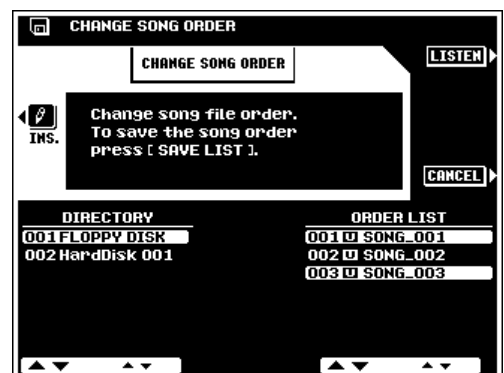 CHANGE SONG ORDER
CHANGE SONG ORDER
LISTEN
INS.
Change song file order.
To save the song order
press [ SAVE LIST ].
CANCEL
DIRECTORY
ORDER LIST
001 FLOPPY DISK
001 U SONG_001
002 HardDisk 001
002 U SONG_002
003 U SONG_003